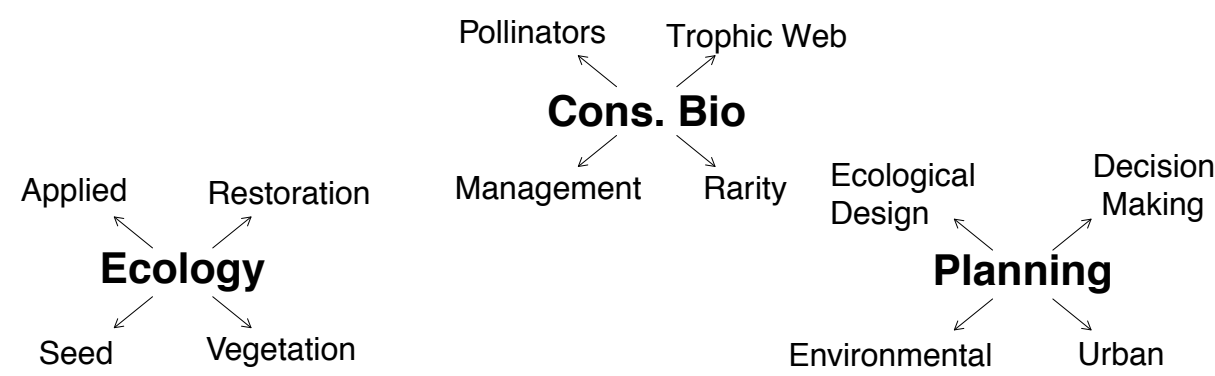 Pollinators
Trophic Web
Cons. Bio
Management
Rarity
Applied
Restoration
Ecology
Seed
Vegetation
Ecological
Design
Decision
Making
Planning
Environmental
Urban